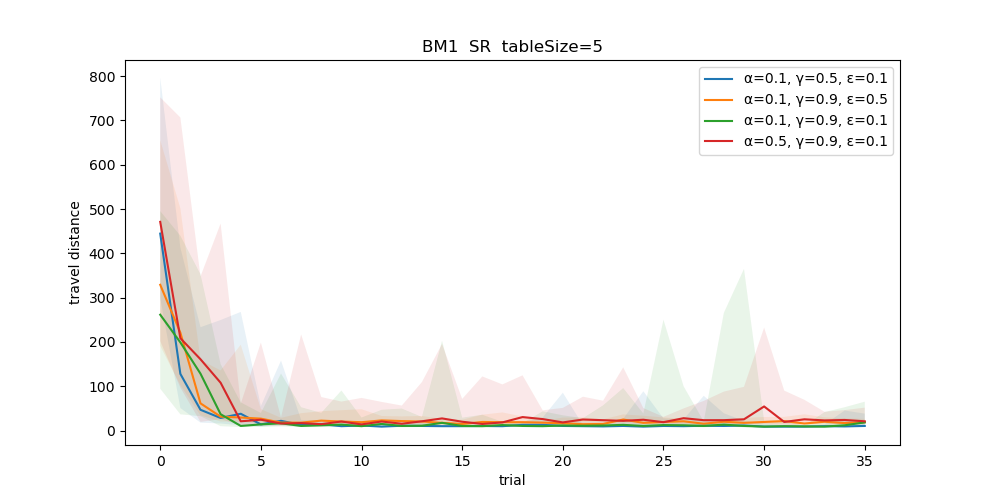 BM1  SR  tableSize=5
travel distance
800
700
600
500
400
300
200
100
0
α=0.1, γ=0.5, ε=0.1
α=0.1, γ=0.9, ε=0.5
α=0.1, γ=0.9, ε=0.1
α=0.5, γ=0.9, ε=0.1
0 5 10 15 20 25 30 35
trial